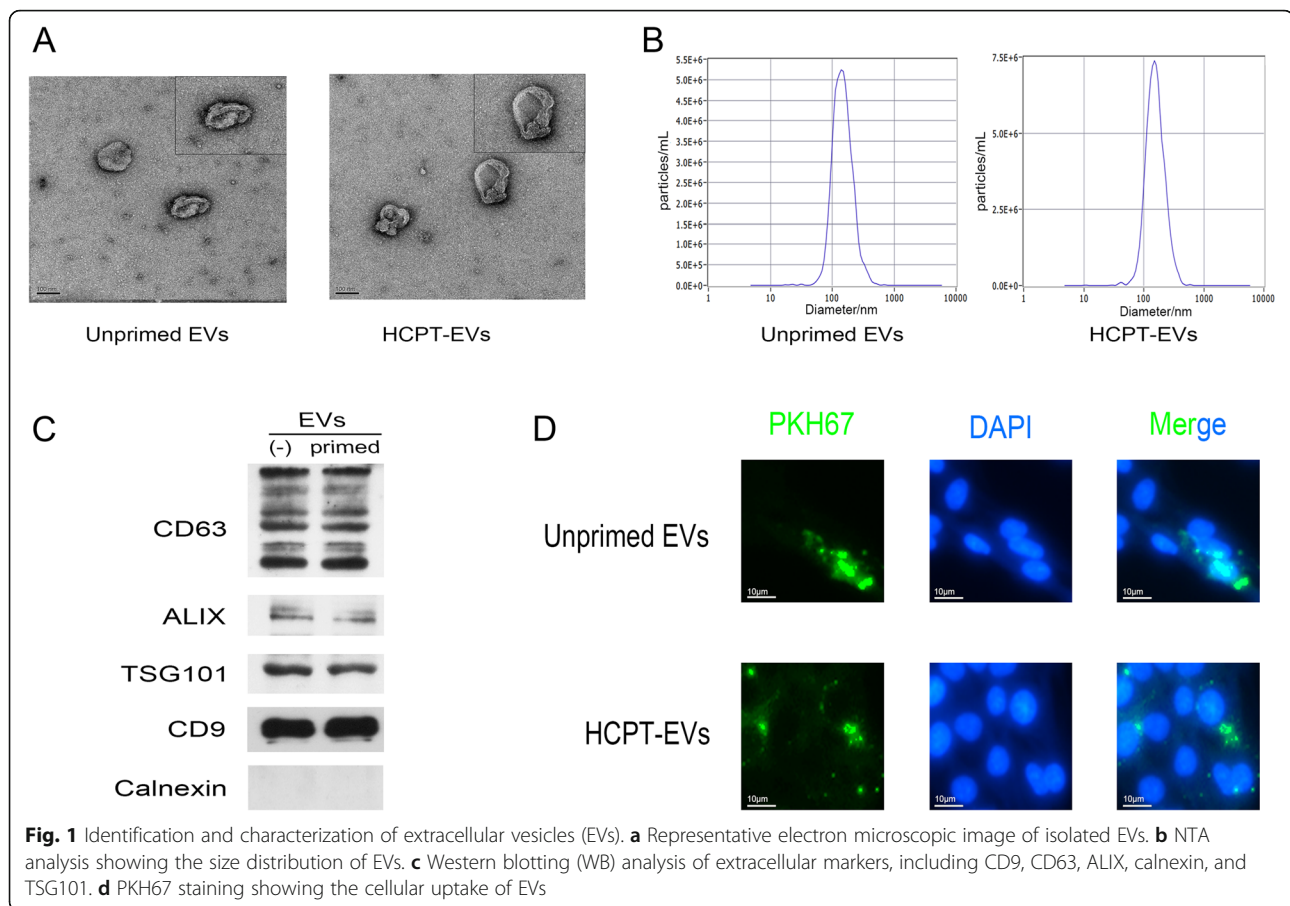 A
100 nm
100 nm
Unprimed EVs
HCPT-EVs
B
particles/mL
5.5E+6
5.0E+6
4.5E+6
4.0E+6
3.5E+6
3.0E+6
2.5E+6
2.0E+6
1.5E+6
1.0E+6
5.0E+5
0.0E+0
1 10 100 1000 10000
Diameter/nm
Unprimed EVs
particles/mL
7.5E+6
5.0E+6
2.5E+6
0.0E+0
1 10 100 1000 10000
Diameter/nm
HCPT-EVs
C
EVs
(-) primed
CD63
ALIX
TSG101
CD9
Calnexin
D
PKH67 DAPI Merge
Unprimed EVs
10μm 10μm 10μm
HCPT-EVs
10μm 10μm 10μm
Fig. 1 Identification and characterization of extracellular vesicles (EVs). a Representative electron microscopic image of isolated EVs. b NTA
analysis showing the size distribution of EVs. c Western blotting (WB) analysis of extracellular markers, including CD9, CD63, ALIX, calnexin, and
TSG101. d PKH67 staining showing the cellular uptake of EVs